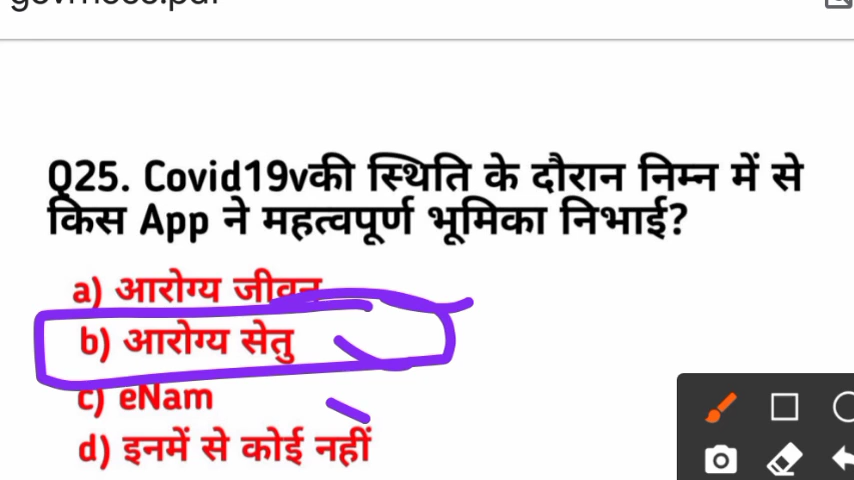 Q25. Covid19vकी स्थिति के दौरान निम्न में से
किस App ने महत्वपूर्ण भूमिका निभाई?
a) आरोग्य जीवन
b) आरोग्य सेतु
c) eNam
d) इनमें से कोई नहीं